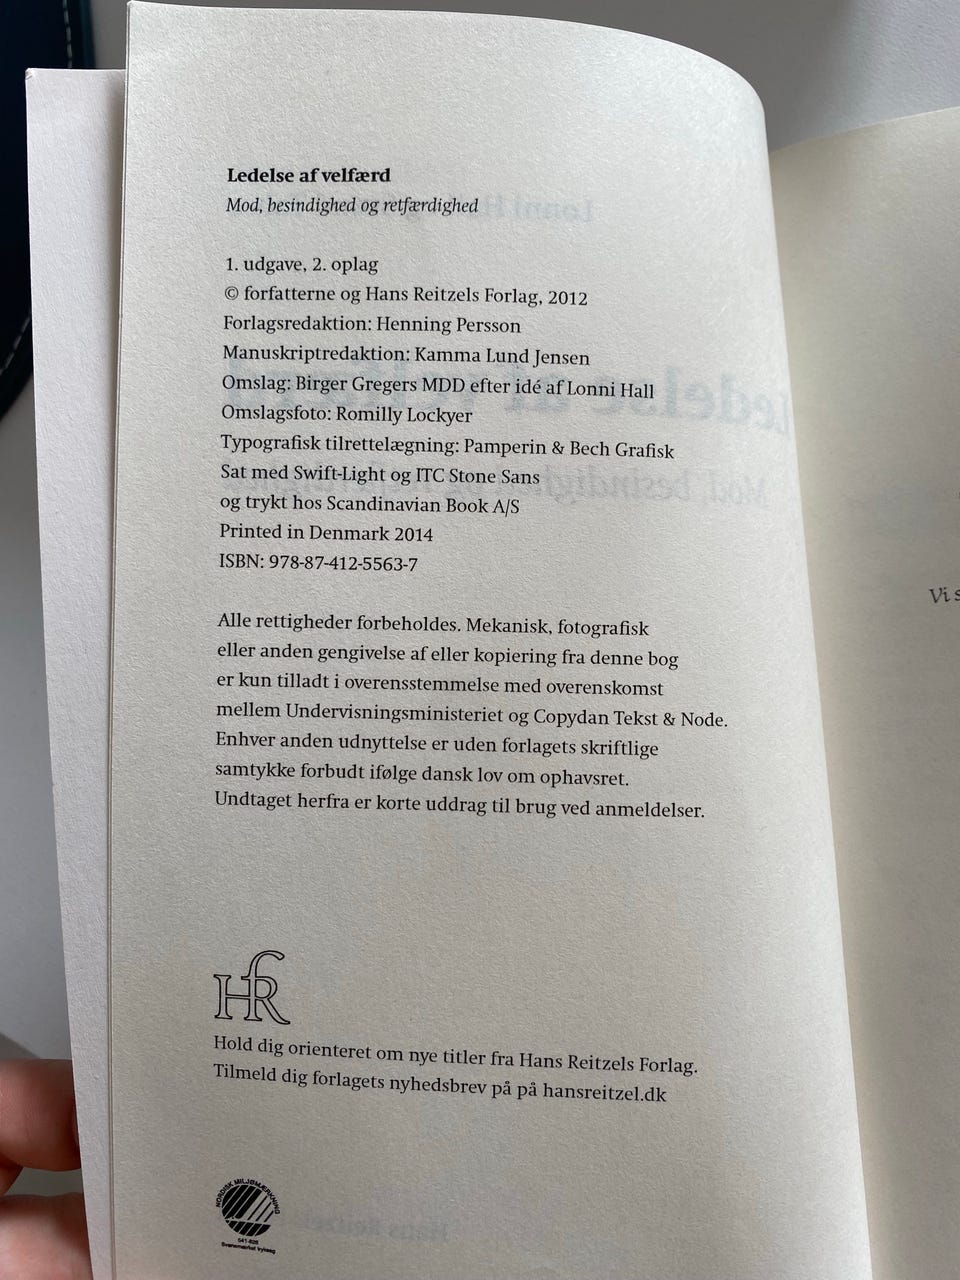 Ledelse af velfærd
Mod, besindighed og retfærdighed
1. udgave, 2. oplag
© forfatterne og Hans Reitzels Forlag, 2012
Forlagsredaktion: Henning Persson
Manuskriptredaktion: Kamma Lund Jensen
Omslag: Birger Gregers MDD efter idé af Lonni Hall
Omslagsfoto: Romilly Lockyer
Typografisk tilrettelægning: Pamperin & Bech Grafisk
Sat med Swift-Light og ITC Stone Sans
og trykt hos Scandinavian Book A/S
Printed in Denmark 2014
ISBN: 978-87-412-5563-7
Alle rettigheder forbeholdes. Mekanisk, fotografisk
eller anden gengivelse af eller kopiering fra denne bog
er kun tilladt i overensstemmelse med overenskomst
mellem Undervisningsministeriet og Copydan Tekst & Node.
Enhver anden udnyttelse er uden forlagets skriftlige
samtykke forbudt ifølge dansk lov om ophavsret.
Undtaget herfra er korte uddrag til brug ved anmeldelser.
HfR
Hold dig orienteret om nye titler fra Hans Reitzels Forlag.
Tilmeld dig forlagets nyhedsbrev på på hansreitzel.dk
NORDISK MILJØMÆRKNING
Vi